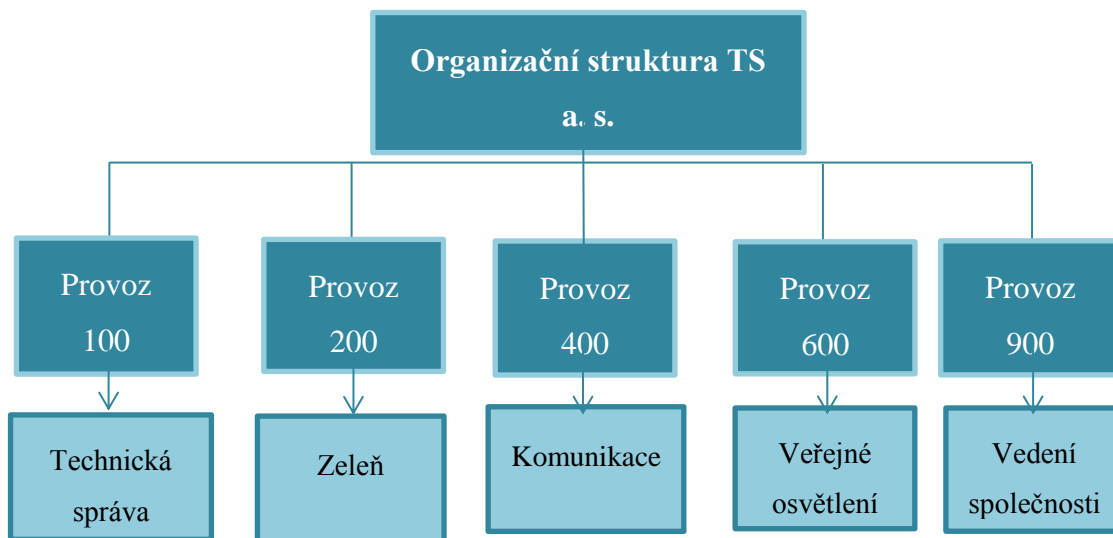 Organizační struktura TS
a. s.
Provoz
100
Provoz
200
Provoz
400
Provoz
600
Provoz
900
Technická
správa
Zeleň
Komunikace
Veřejné
osvětlení
Vedení
společnosti